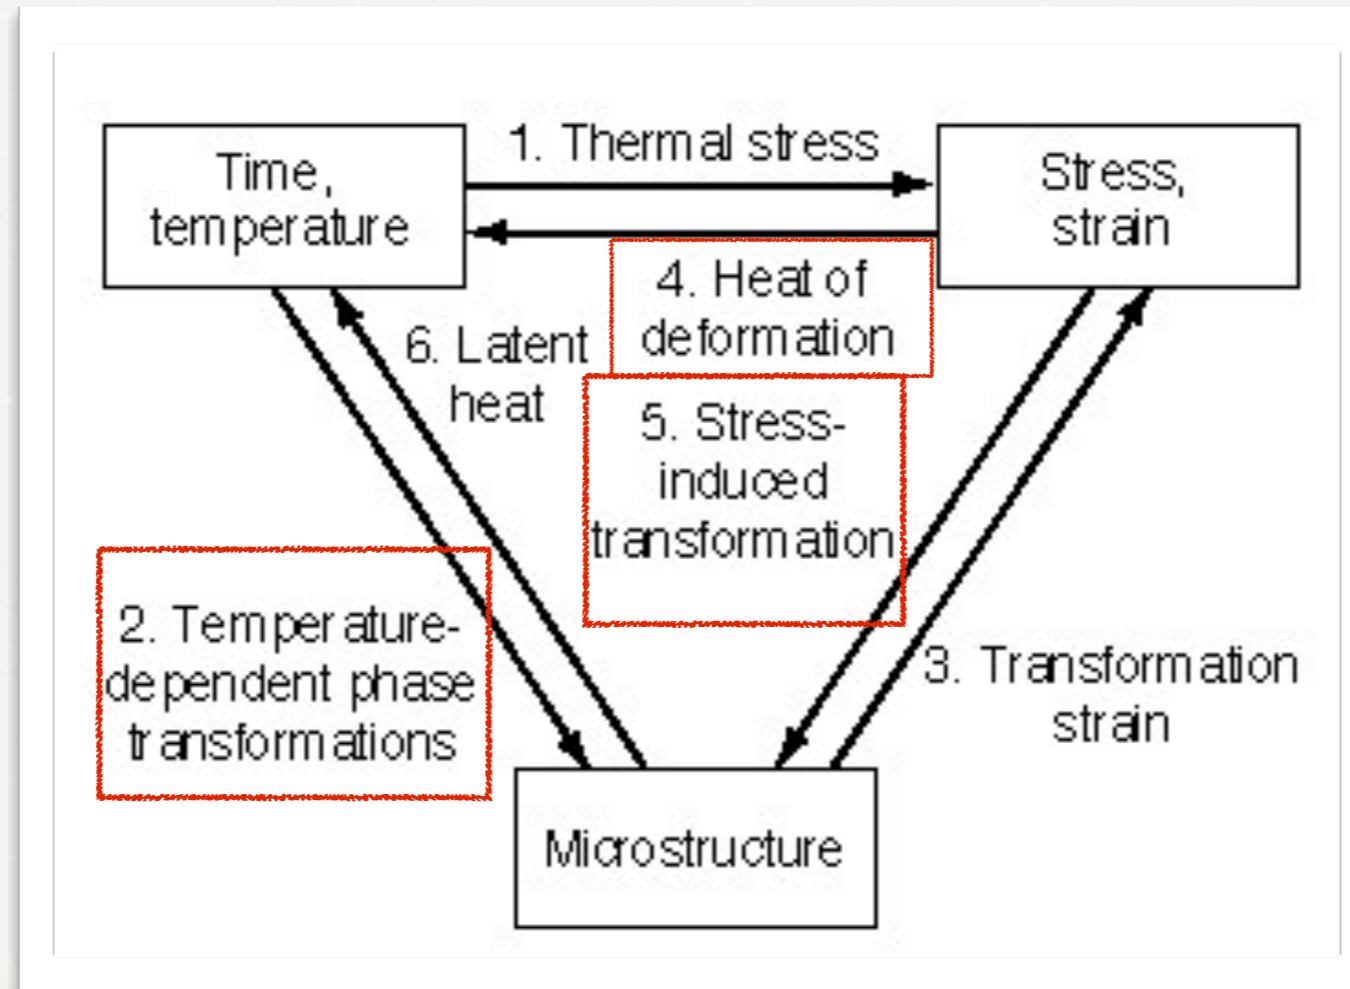 Time,
temperature
1. Thermal stress
Stress,
strain
4. Heat of
deformation
6. Latent
heat
5. Stress-
induced
transformation
2. Temperature-
dependent phase
transformations
3. Transformation
strain
Microstructure